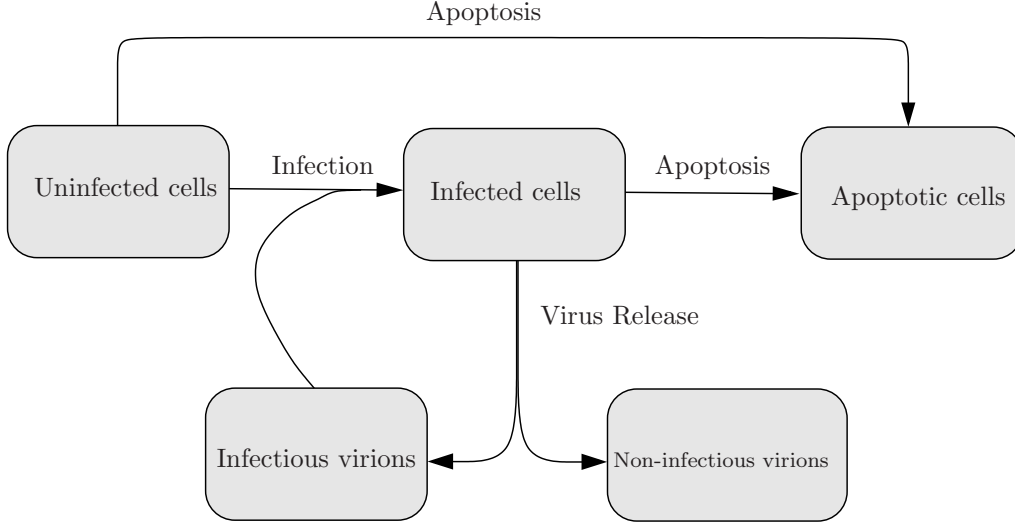 Apoptosis
Uninfected cells
Infection
Infected cells
Apoptosis
Apoptotic cells
Virus Release
Infectious virions
Non-infectious virions